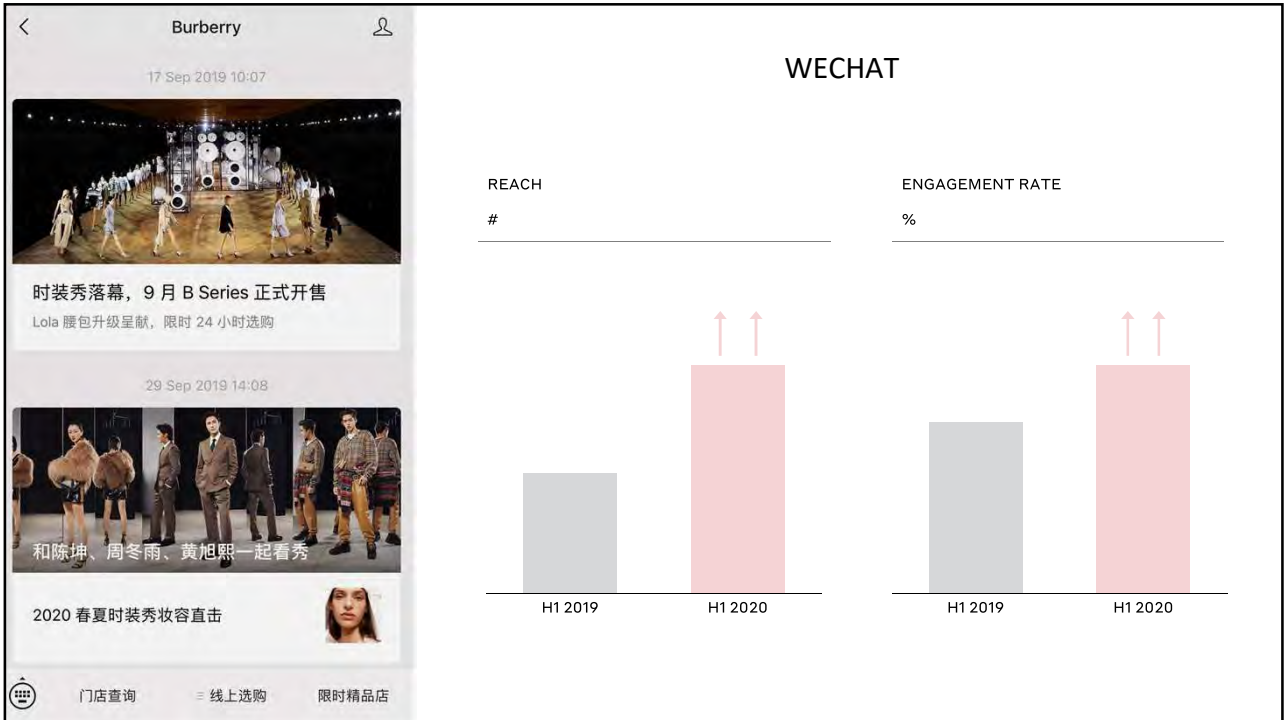 Burberry
17 Sep 2019 10:07
时装秀落幕，9 月 B Series 正式开售
Lola 腰包升级呈献，限时 24 小时选购
29 Sep 2019 14:08
和陈坤、周冬雨、黄旭熙一起看秀
2020 春夏时装秀妆容直击
门店查询
线上选购
限时精品店
WECHAT
REACH
#
H1 2019
H1 2020
ENGAGEMENT RATE
%
H1 2019
H1 2020